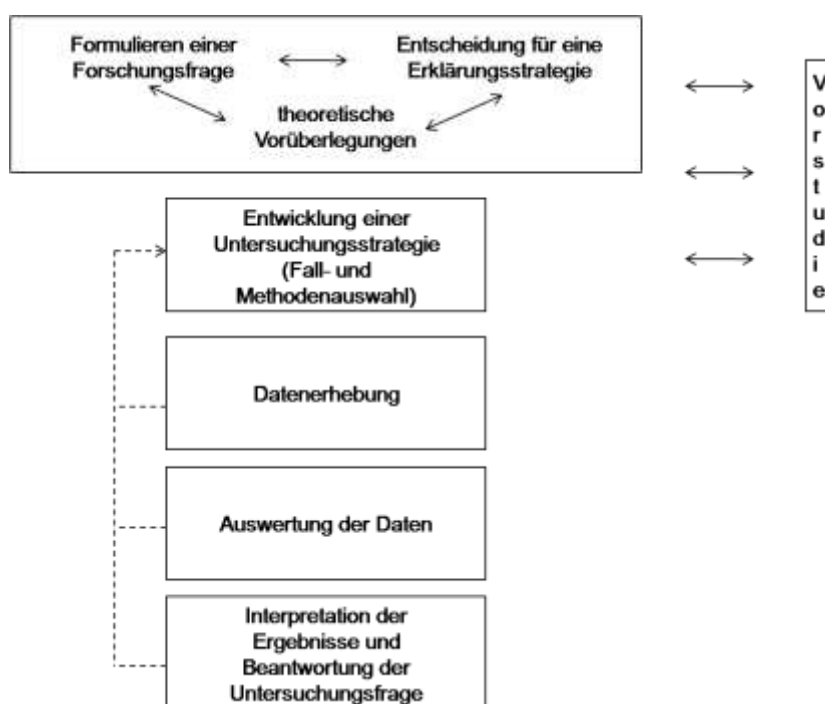 Formulieren einer
Forschungsfrage
Entscheidung für eine
Erklärungsstrategie
theoretische
Vorüberlegungen
Vorstudie
Entwicklung einer
Untersuchungsstrategie
(Fall- und
Methodenauswahl)
Datenerhebung
Auswertung der Daten
Interpretation der
Ergebnisse und
Beantwortung der
Untersuchungsfrage